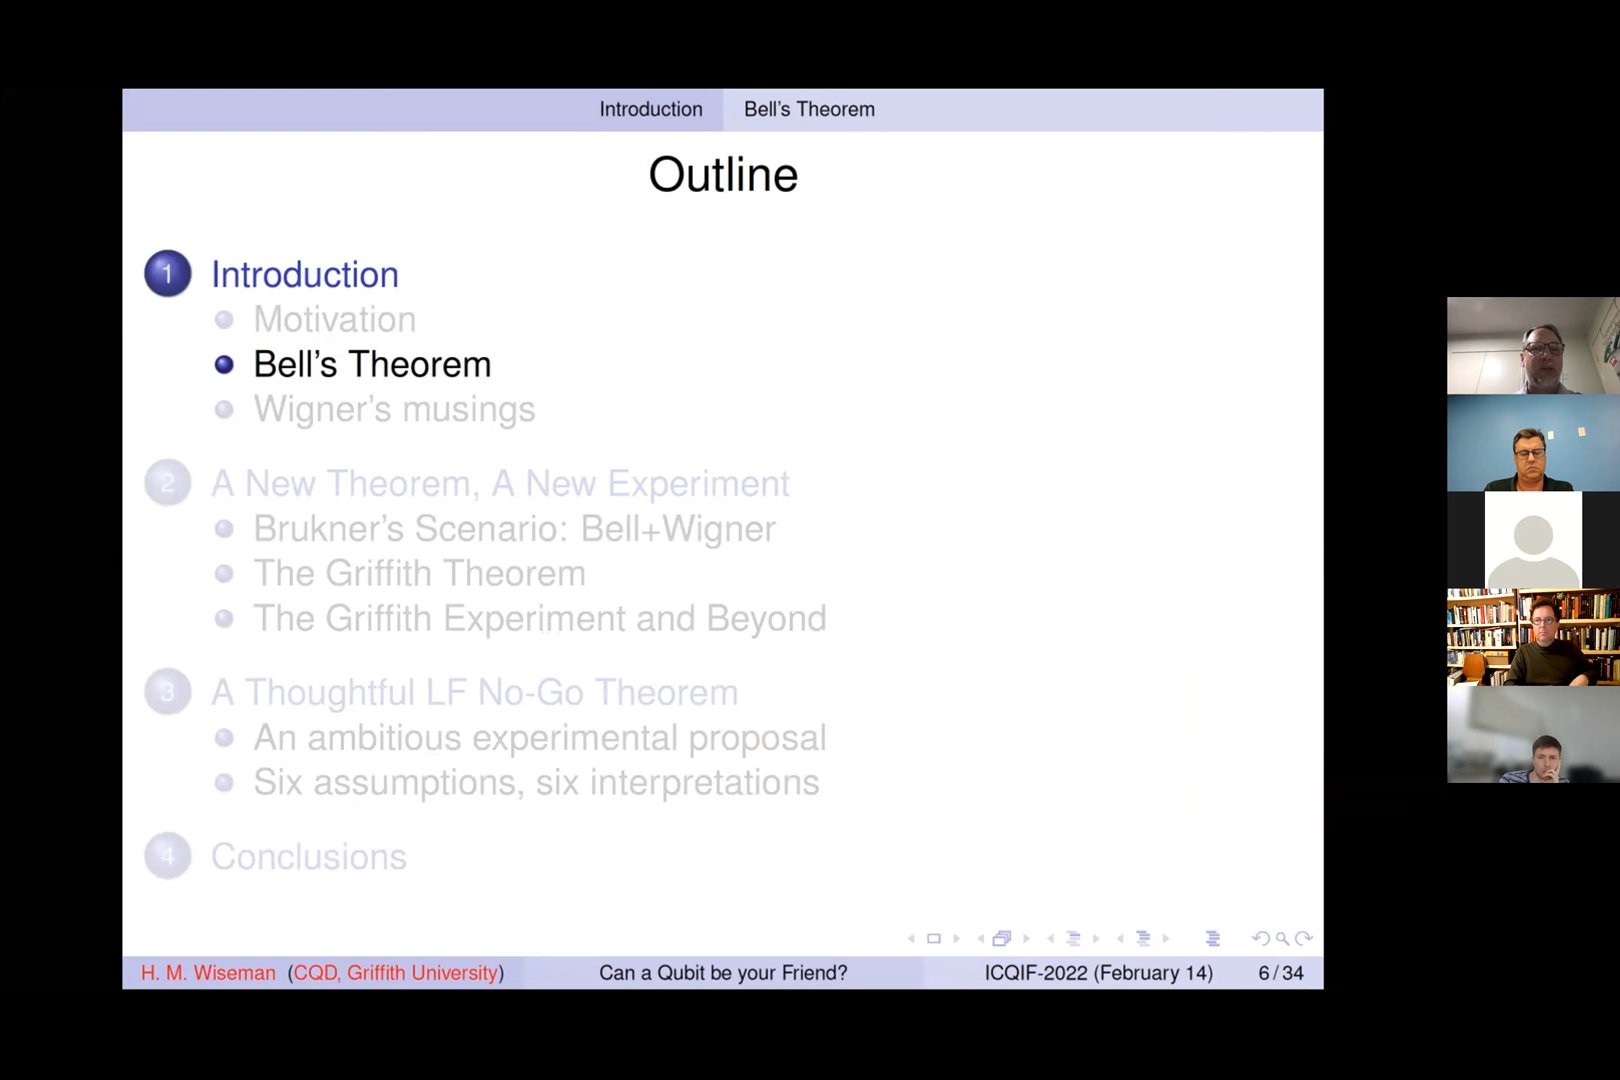 Introduction
Bell's Theorem
Outline
1 Introduction
Motivation
Bell's Theorem
Wigner's musings
2 A New Theorem, A New Experiment
Brukner's Scenario: Bell+Wigner
The Griffith Theorem
The Griffith Experiment and Beyond
3 A Thoughtful LF No-Go Theorem
An ambitious experimental proposal
Six assumptions, six interpretations
4 Conclusions
H. M. Wiseman (CQD, Griffith University)
Can a Qubit be your Friend?
ICQIF-2022 (February 14)
6 / 34